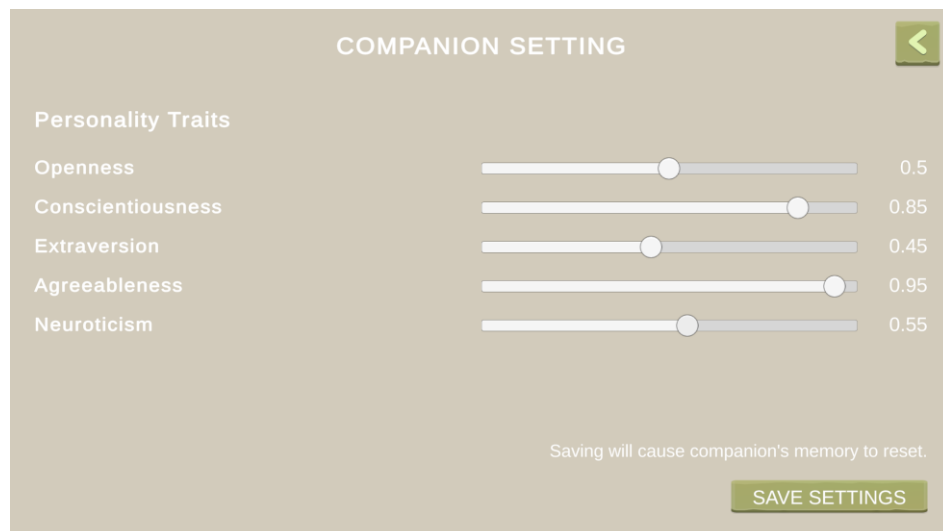 COMPANION SETTING
Personality Traits
Openness 0.5
Conscientiousness 0.85
Extraversion 0.45
Agreeableness 0.95
Neuroticism 0.55
Saving will cause companion's memory to reset.
SAVE SETTINGS